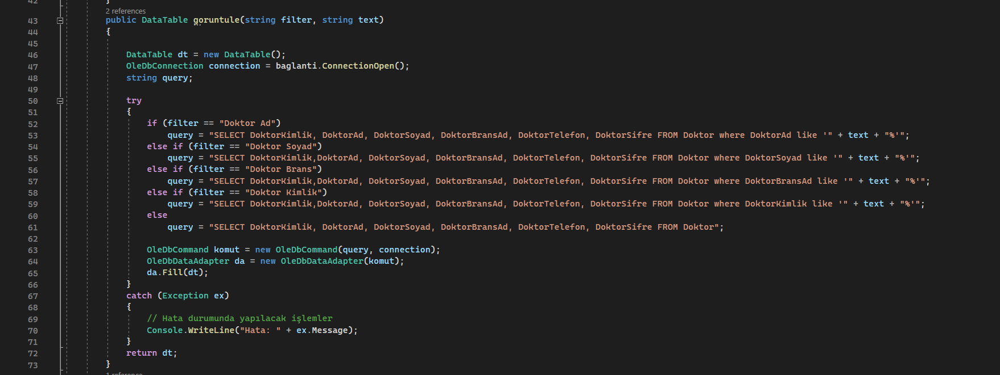 42 }
2 references
43 public DataTable goruntule(string filter, string text)
44 {
45
46 DataTable dt = new DataTable();
47 OleDbConnection connection = baglanti.ConnectionOpen();
48 string query;
49
50 try
51 {
52 if (filter == "Doktor Ad")
53 query = "SELECT DoktorKimlik, DoktorAd, DoktorSoyad, DoktorBransAd, DoktorTelefon, DoktorSifre FROM Doktor where DoktorAd like '" + text + "%'";
54 else if (filter == "Doktor Soyad")
55 query = "SELECT DoktorKimlik,DoktorAd, DoktorSoyad, DoktorBransAd, DoktorTelefon, DoktorSifre FROM Doktor where DoktorSoyad like '" + text + "%'";
56 else if (filter == "Doktor Brans")
57 query = "SELECT DoktorKimlik,DoktorAd, DoktorSoyad, DoktorBransAd, DoktorTelefon, DoktorSifre FROM Doktor where DoktorBransAd like '" + text + "%'";
58 else if (filter == "Doktor Kimlik")
59 query = "SELECT DoktorKimlik,DoktorAd, DoktorSoyad, DoktorBransAd, DoktorTelefon, DoktorSifre FROM Doktor where DoktorKimlik like '" + text + "%'";
60 else
61 query = "SELECT DoktorKimlik, DoktorAd, DoktorSoyad, DoktorBransAd, DoktorTelefon, DoktorSifre FROM Doktor";
62
63 OleDbCommand komut = new OleDbCommand(query, connection);
64 OleDbDataAdapter da = new OleDbDataAdapter(komut);
65 da.Fill(dt);
66 }
67 catch (Exception ex)
68 {
69 // Hata durumunda yapılacak işlemler
70 Console.WriteLine("Hata: " + ex.Message);
71 }
72 return dt;
73 }
1 reference